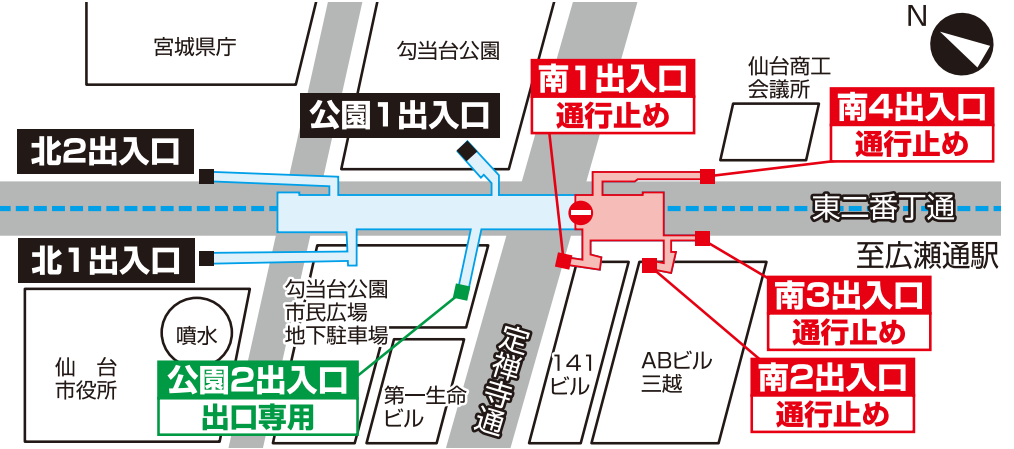 N
宮城県庁
勾当台公園
仙台商工
会議所
南1出入口
通行止め
南4出入口
通行止め
公園1出入口
北2出入口
東二番丁通
北1出入口
至広瀬通駅
勾当台公園
市民広場
地下駐車場
南3出入口
通行止め
噴水
仙　台
市役所
公園2出入口
出口専用
第一生命
ビル
定禅寺通
141
ビル
ABビル
三越
南2出入口
通行止め